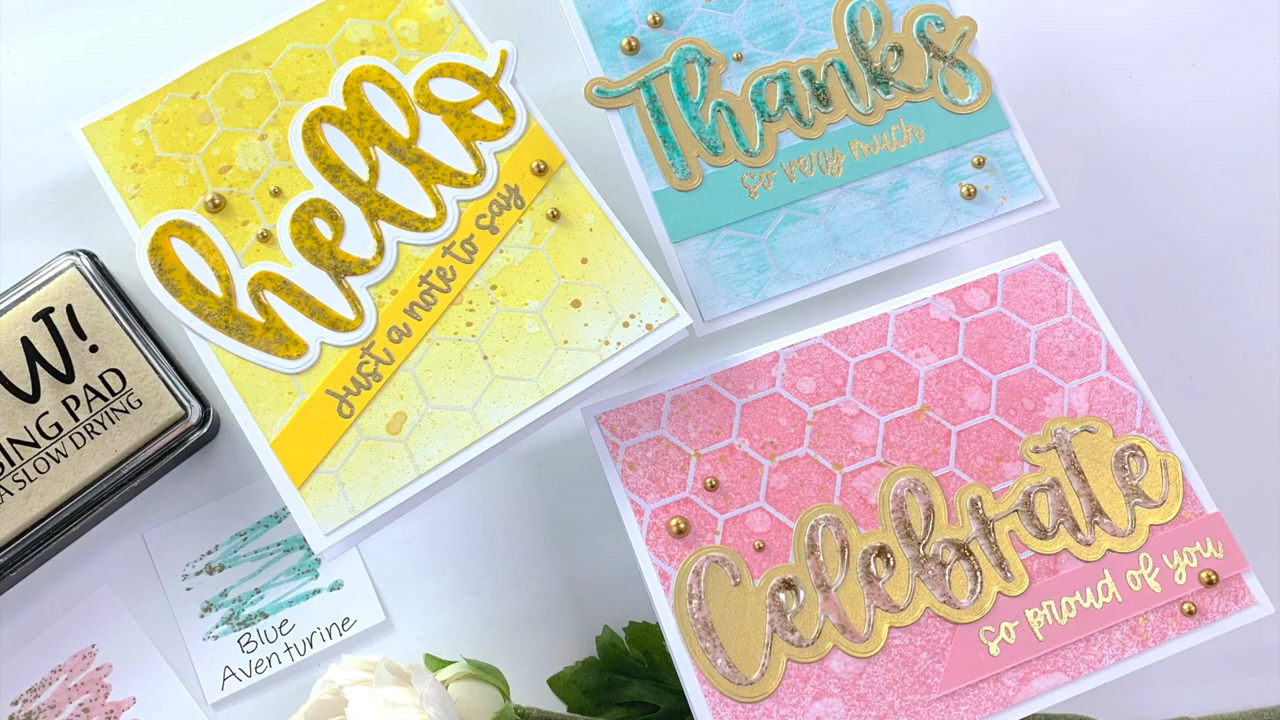 hello
Just a note to say
Thanks
so very much
Celebrate
so proud of you
W!
SING PAD
A SLOW DRYING
Blue
Aventurine